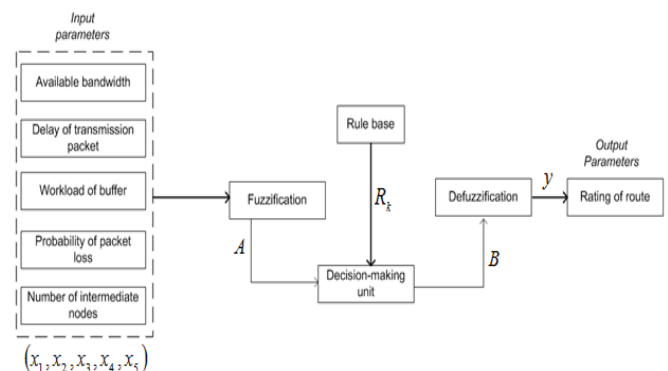 Input
parameters
Available bandwidth
Delay of transmission
packet
Workload of buffer
Probability of packet
loss
Number of intermediate
nodes
(x₁, x₂, x₃, x₄, x₅)
Fuzzification
A
Rule base
Rₖ
Decision-making
unit
B
Defuzzification
y
Output
Parameters
Rating of route